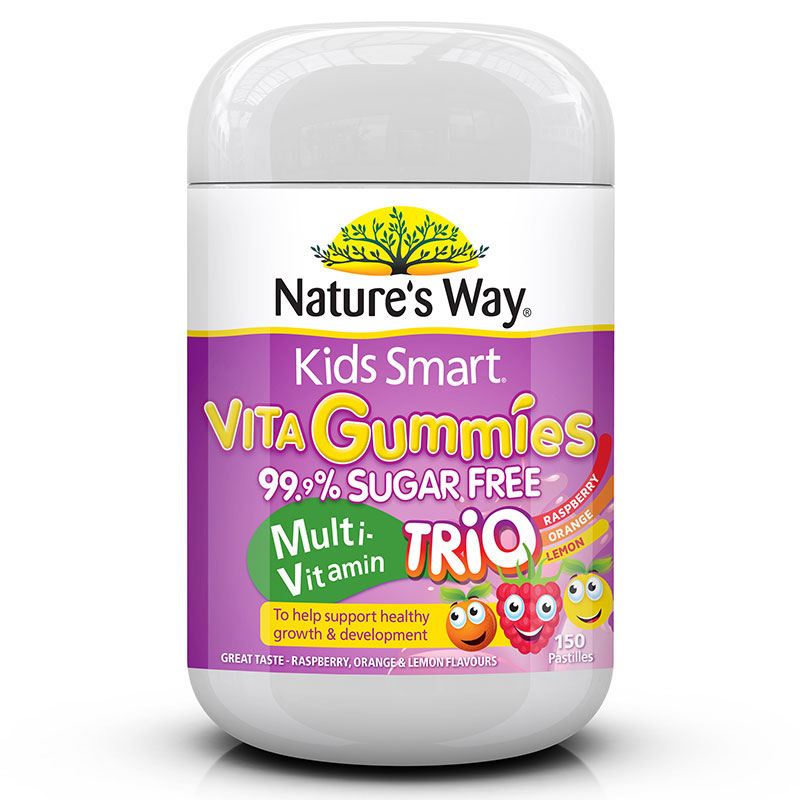 Nature's Way®
Kids Smart®
VITA Gummies
99.9% SUGAR FREE
Multi-
Vitamin
TRIO
RASPBERRY
ORANGE
LEMON
To help support healthy
growth & development
150
Pastilles
GREAT TASTE - RASPBERRY, ORANGE & LEMON FLAVOURS